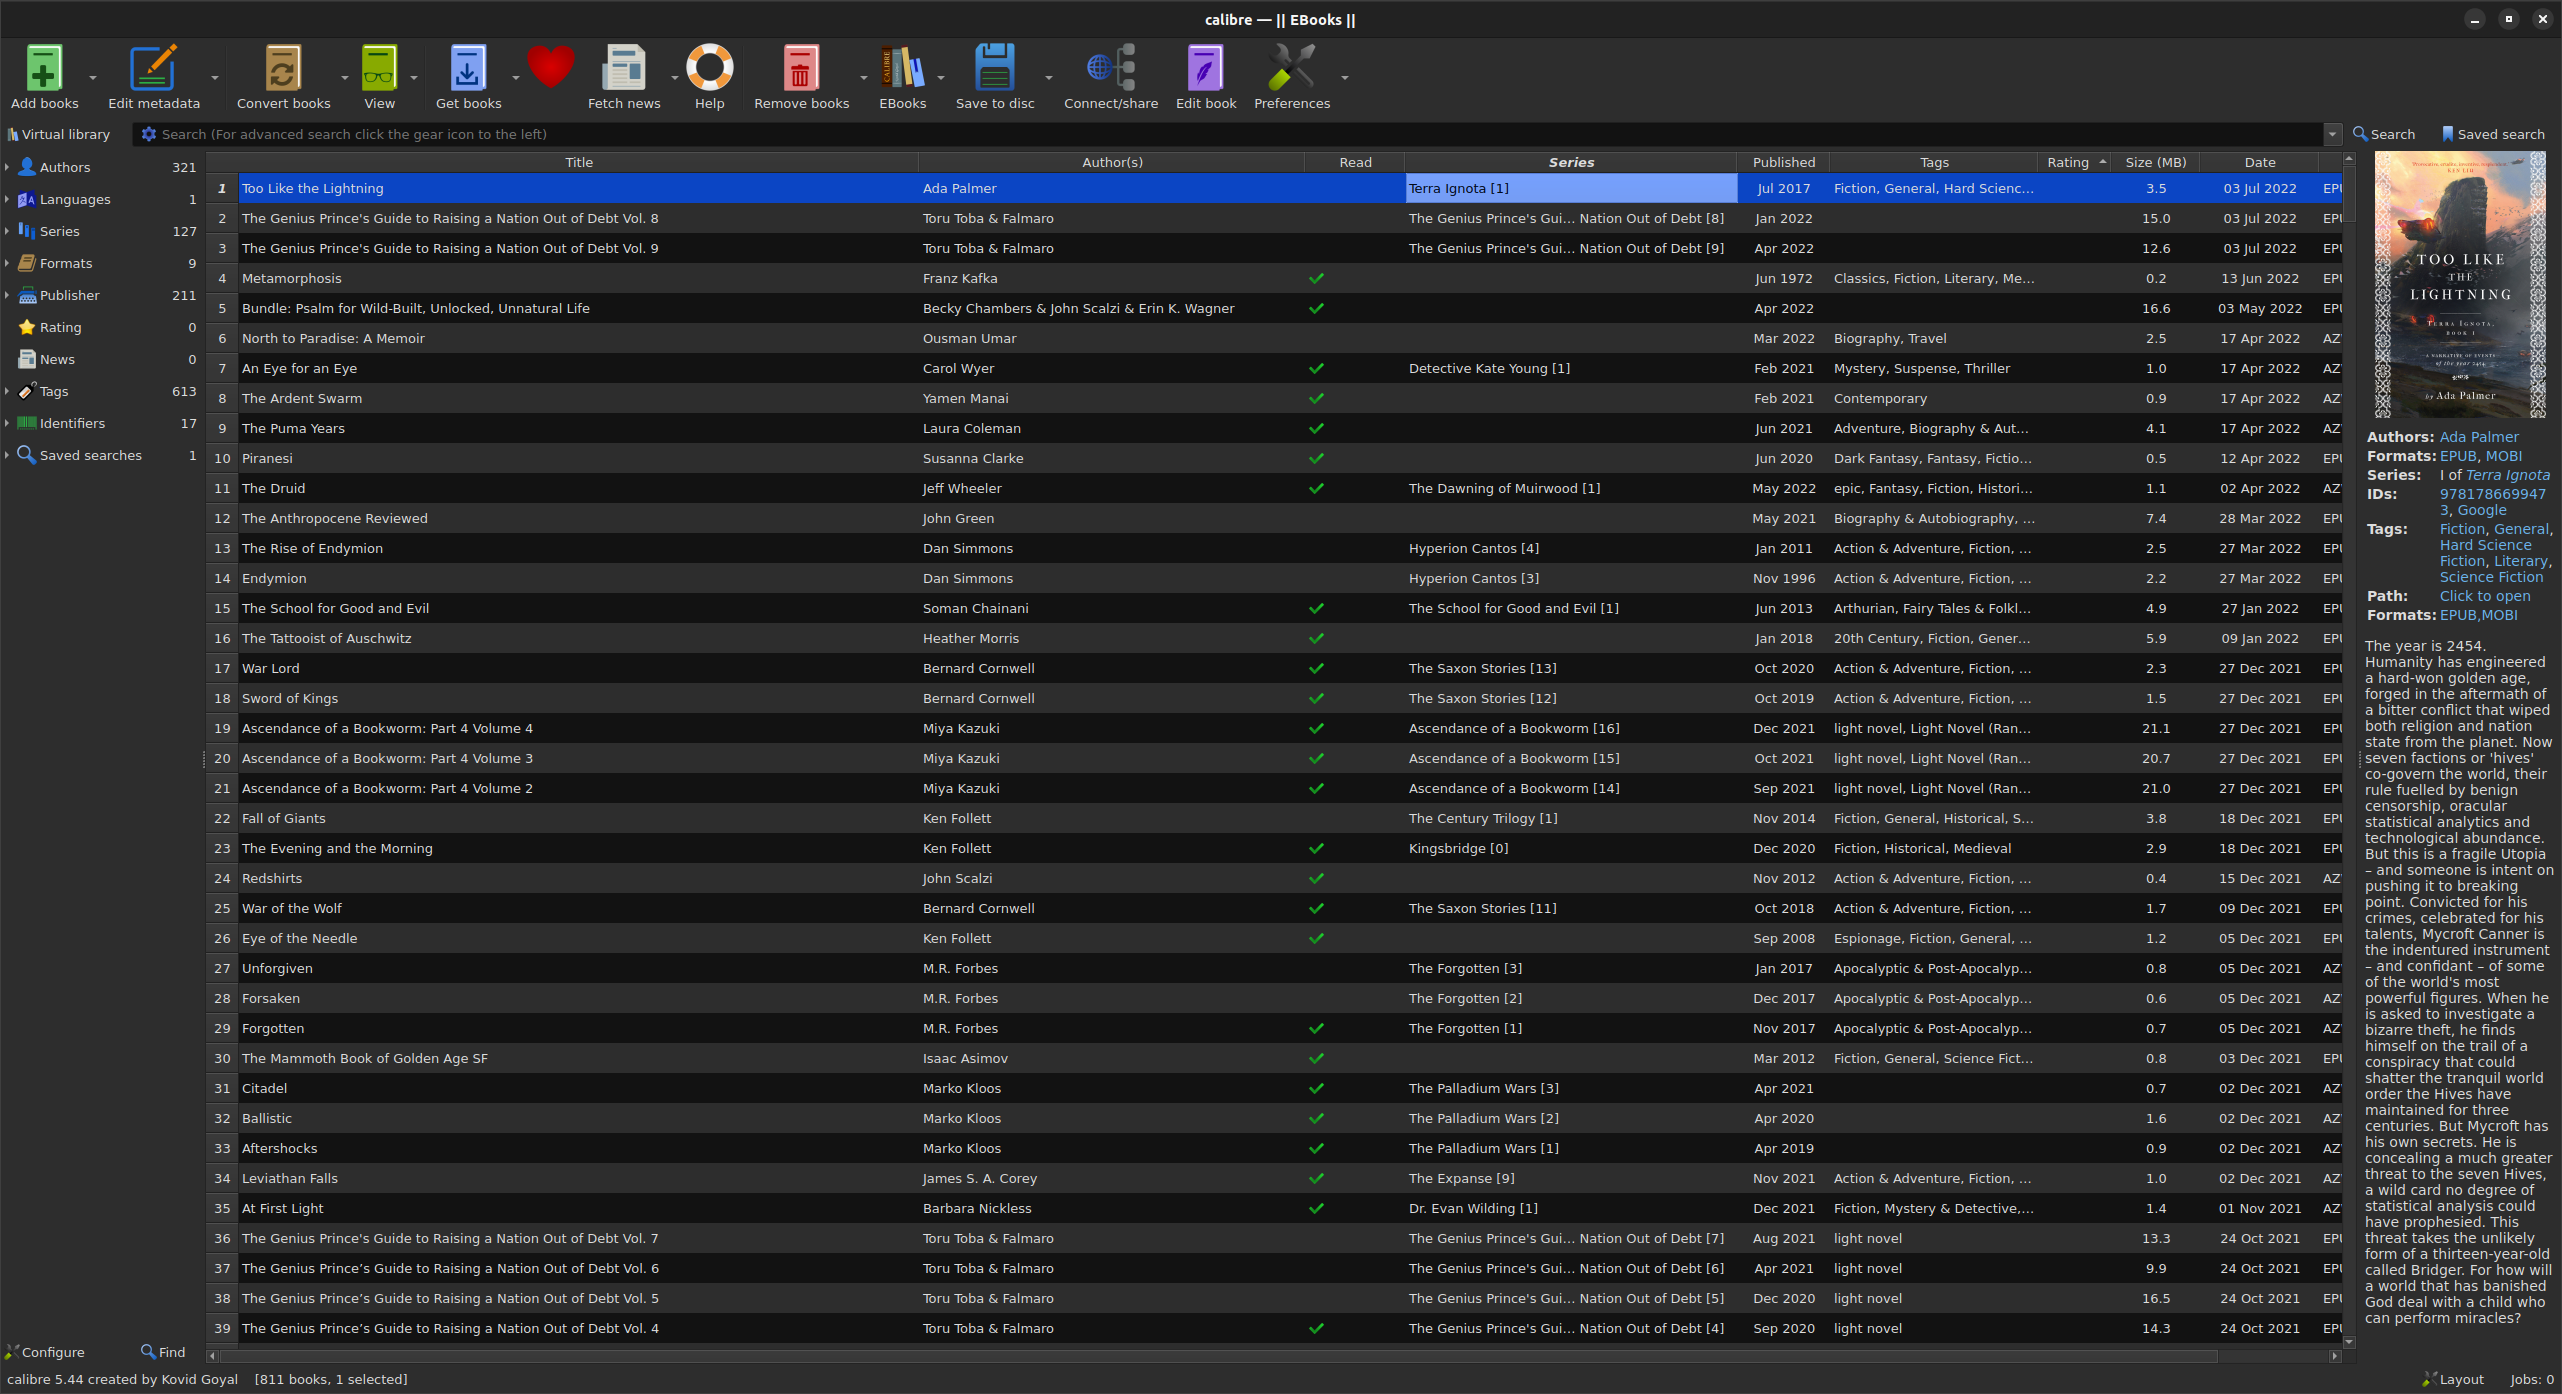 calibre — || EBooks ||
Add books Edit metadata Convert books View Get books Fetch news Help Remove books EBooks Save to disc Connect/share Edit book Preferences
Virtual library Search (For advanced search click the gear icon to the left) Search Saved search
Authors 321
Languages 1
Series 127
Formats 9
Publisher 211
Rating 0
News 0
Tags 613
Identifiers 17
Saved searches 1
Configure Find
Title Author(s) Read Series Published Tags Rating Size (MB) Date
1 Too Like the Lightning Ada Palmer Terra Ignota [1] Jul 2017 Fiction, General, Hard Scienc... 3.5 03 Jul 2022 EPU
2 The Genius Prince's Guide to Raising a Nation Out of Debt Vol. 8 Toru Toba & Falmaro The Genius Prince's Gui... Nation Out of Debt [8] Jan 2022 15.0 03 Jul 2022 EPU
3 The Genius Prince's Guide to Raising a Nation Out of Debt Vol. 9 Toru Toba & Falmaro The Genius Prince's Gui... Nation Out of Debt [9] Apr 2022 12.6 03 Jul 2022 EPU
4 Metamorphosis Franz Kafka Jun 1972 Classics, Fiction, Literary, Me... 0.2 13 Jun 2022 EPU
5 Bundle: Psalm for Wild-Built, Unlocked, Unnatural Life Becky Chambers & John Scalzi & Erin K. Wagner Apr 2022 16.6 03 May 2022 EPU
6 North to Paradise: A Memoir Ousman Umar Mar 2022 Biography, Travel 2.5 17 Apr 2022 AZ
7 An Eye for an Eye Carol Wyer Detective Kate Young [1] Feb 2021 Mystery, Suspense, Thriller 1.0 17 Apr 2022 AZ
8 The Ardent Swarm Yamen Manai Feb 2021 Contemporary 0.9 17 Apr 2022 AZ
9 The Puma Years Laura Coleman Jun 2021 Adventure, Biography & Aut... 4.1 17 Apr 2022 AZ
10 Piranesi Susanna Clarke Jun 2020 Dark Fantasy, Fantasy, Fictio... 0.5 12 Apr 2022 EPU
11 The Druid Jeff Wheeler The Dawning of Muirwood [1] May 2022 epic, Fantasy, Fiction, Histori... 1.1 02 Apr 2022 AZ
12 The Anthropocene Reviewed John Green May 2021 Biography & Autobiography, ... 7.4 28 Mar 2022 EPU
13 The Rise of Endymion Dan Simmons Hyperion Cantos [4] Jan 2011 Action & Adventure, Fiction, ... 2.5 27 Mar 2022 EPU
14 Endymion Dan Simmons Hyperion Cantos [3] Nov 1996 Action & Adventure, Fiction, ... 2.2 27 Mar 2022 EPU
15 The School for Good and Evil Soman Chainani The School for Good and Evil [1] Jun 2013 Arthurian, Fairy Tales & Folkl... 4.9 27 Jan 2022 EPU
16 The Tattooist of Auschwitz Heather Morris Jan 2018 20th Century, Fiction, Gener... 5.9 09 Jan 2022 EPU
17 War Lord Bernard Cornwell The Saxon Stories [13] Oct 2020 Action & Adventure, Fiction, ... 2.3 27 Dec 2021 EPU
18 Sword of Kings Bernard Cornwell The Saxon Stories [12] Oct 2019 Action & Adventure, Fiction, ... 1.5 27 Dec 2021 EPU
19 Ascendance of a Bookworm: Part 4 Volume 4 Miya Kazuki Ascendance of a Bookworm [16] Dec 2021 light novel, Light Novel (Ran... 21.1 27 Dec 2021 EPU
20 Ascendance of a Bookworm: Part 4 Volume 3 Miya Kazuki Ascendance of a Bookworm [15] Oct 2021 light novel, Light Novel (Ran... 20.7 27 Dec 2021 EPU
21 Ascendance of a Bookworm: Part 4 Volume 2 Miya Kazuki Ascendance of a Bookworm [14] Sep 2021 light novel, Light Novel (Ran... 21.0 27 Dec 2021 EPU
22 Fall of Giants Ken Follett The Century Trilogy [1] Nov 2014 Fiction, General, Historical, S... 3.8 18 Dec 2021 EPU
23 The Evening and the Morning Ken Follett Kingsbridge [0] Dec 2020 Fiction, Historical, Medieval 2.9 18 Dec 2021 EPU
24 Redshirts John Scalzi Nov 2012 Action & Adventure, Fiction, ... 0.4 15 Dec 2021 AZ
25 War of the Wolf Bernard Cornwell The Saxon Stories [11] Oct 2018 Action & Adventure, Fiction, ... 1.7 09 Dec 2021 EPU
26 Eye of the Needle Ken Follett Sep 2008 Espionage, Fiction, General, ... 1.2 05 Dec 2021 EPU
27 Unforgiven M.R. Forbes The Forgotten [3] Jan 2017 Apocalyptic & Post-Apocalyp... 0.8 05 Dec 2021 AZ
28 Forsaken M.R. Forbes The Forgotten [2] Dec 2017 Apocalyptic & Post-Apocalyp... 0.6 05 Dec 2021 AZ
29 Forgotten M.R. Forbes The Forgotten [1] Nov 2017 Apocalyptic & Post-Apocalyp... 0.7 05 Dec 2021 AZ
30 The Mammoth Book of Golden Age SF Isaac Asimov Mar 2012 Fiction, General, Science Fict... 0.8 03 Dec 2021 AZ
31 Citadel Marko Kloos The Palladium Wars [3] Apr 2021 0.7 02 Dec 2021 AZ
32 Ballistic Marko Kloos The Palladium Wars [2] Apr 2020 1.6 02 Dec 2021 AZ
33 Aftershocks Marko Kloos The Palladium Wars [1] Apr 2019 0.9 02 Dec 2021 AZ
34 Leviathan Falls James S. A. Corey The Expanse [9] Nov 2021 Action & Adventure, Fiction, ... 1.0 02 Dec 2021 AZ
35 At First Light Barbara Nickless Dr. Evan Wilding [1] Dec 2021 Fiction, Mystery & Detective,... 1.4 01 Nov 2021 AZ
36 The Genius Prince's Guide to Raising a Nation Out of Debt Vol. 7 Toru Toba & Falmaro The Genius Prince's Gui... Nation Out of Debt [7] Aug 2021 light novel 13.3 24 Oct 2021 EPU
37 The Genius Prince’s Guide to Raising a Nation Out of Debt Vol. 6 Toru Toba & Falmaro The Genius Prince's Gui... Nation Out of Debt [6] Apr 2021 light novel 9.9 24 Oct 2021 EPU
38 The Genius Prince’s Guide to Raising a Nation Out of Debt Vol. 5 Toru Toba & Falmaro The Genius Prince's Gui... Nation Out of Debt [5] Dec 2020 light novel 16.5 24 Oct 2021 EPU
39 The Genius Prince’s Guide to Raising a Nation Out of Debt Vol. 4 Toru Toba & Falmaro The Genius Prince's Gui... Nation Out of Debt [4] Sep 2020 light novel 14.3 24 Oct 2021 EPU
KEN LIU
TOO LIKE
THE
LIGHTNING
TERRA IGNOTA,
BOOK I
A NARRATIVE OF EVENTS
of the year 2454
by Ada Palmer
Authors: Ada Palmer
Formats: EPUB, MOBI
Series: I of Terra Ignota
IDs: 978178669947
3, Google
Tags: Fiction, General,
Hard Science
Fiction, Literary,
Science Fiction
Path: Click to open
Formats: EPUB,MOBI
The year is 2454.
Humanity has engineered
a hard-won golden age,
forged in the aftermath of
a bitter conflict that wiped
both religion and nation
state from the planet. Now
seven factions or 'hives'
co-govern the world, their
rule fuelled by benign
censorship, oracular
statistical analytics and
technological abundance.
But this is a fragile Utopia
– and someone is intent on
pushing it to breaking
point. Convicted for his
crimes, celebrated for his
talents, Mycroft Canner is
the indentured instrument
– and confidant – of some
of the world's most
powerful figures. When he
is asked to investigate a
bizarre theft, he finds
himself on the trail of a
conspiracy that could
shatter the tranquil world
order the Hives have
maintained for three
centuries. But Mycroft has
his own secrets. He is
concealing a much greater
threat to the seven Hives,
a wild card no degree of
statistical analysis could
have prophesied. This
threat takes the unlikely
form of a thirteen-year-old
called Bridger. For how will
a world that has banished
God deal with a child who
can perform miracles?
calibre 5.44 created by Kovid Goyal [811 books, 1 selected] Layout Jobs: 0